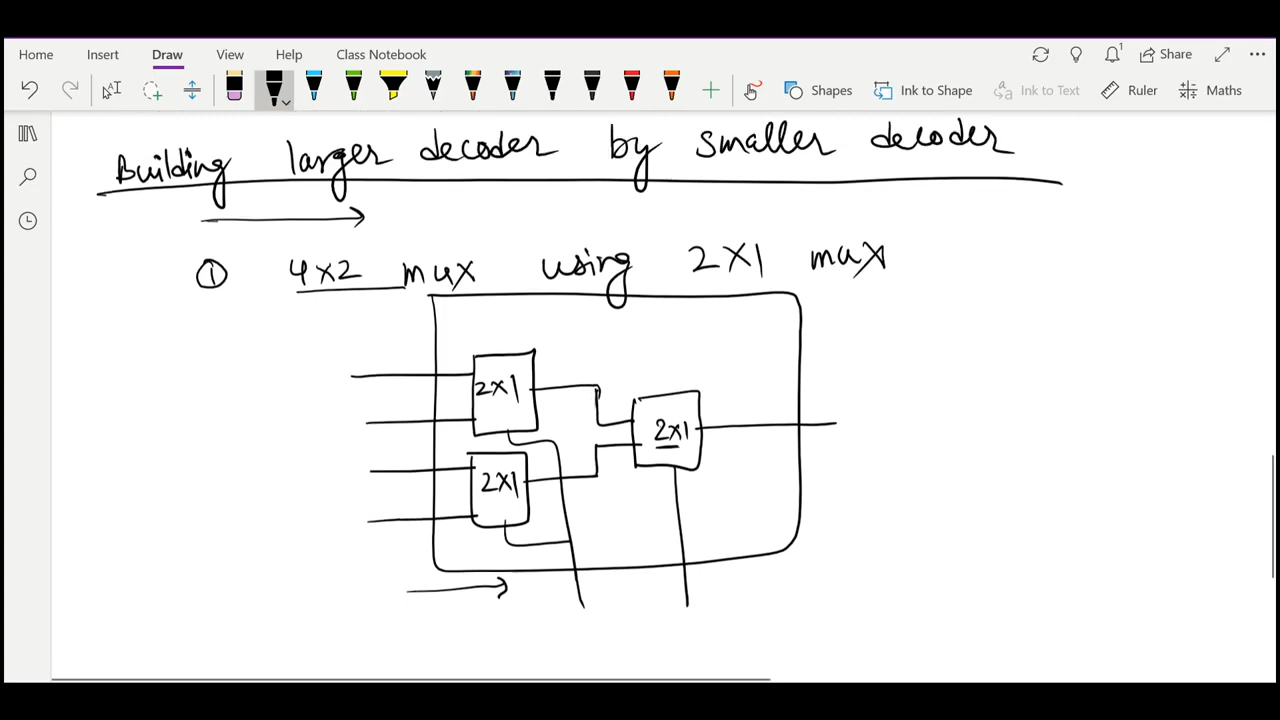 Home Insert Draw View Help Class Notebook 1 Share
Shapes Ink to Shape Ink to Text Ruler Maths
Building larger decoder by smaller decoder
① 4x2 mux using 2X1 mux
2x1
2x1
2x1